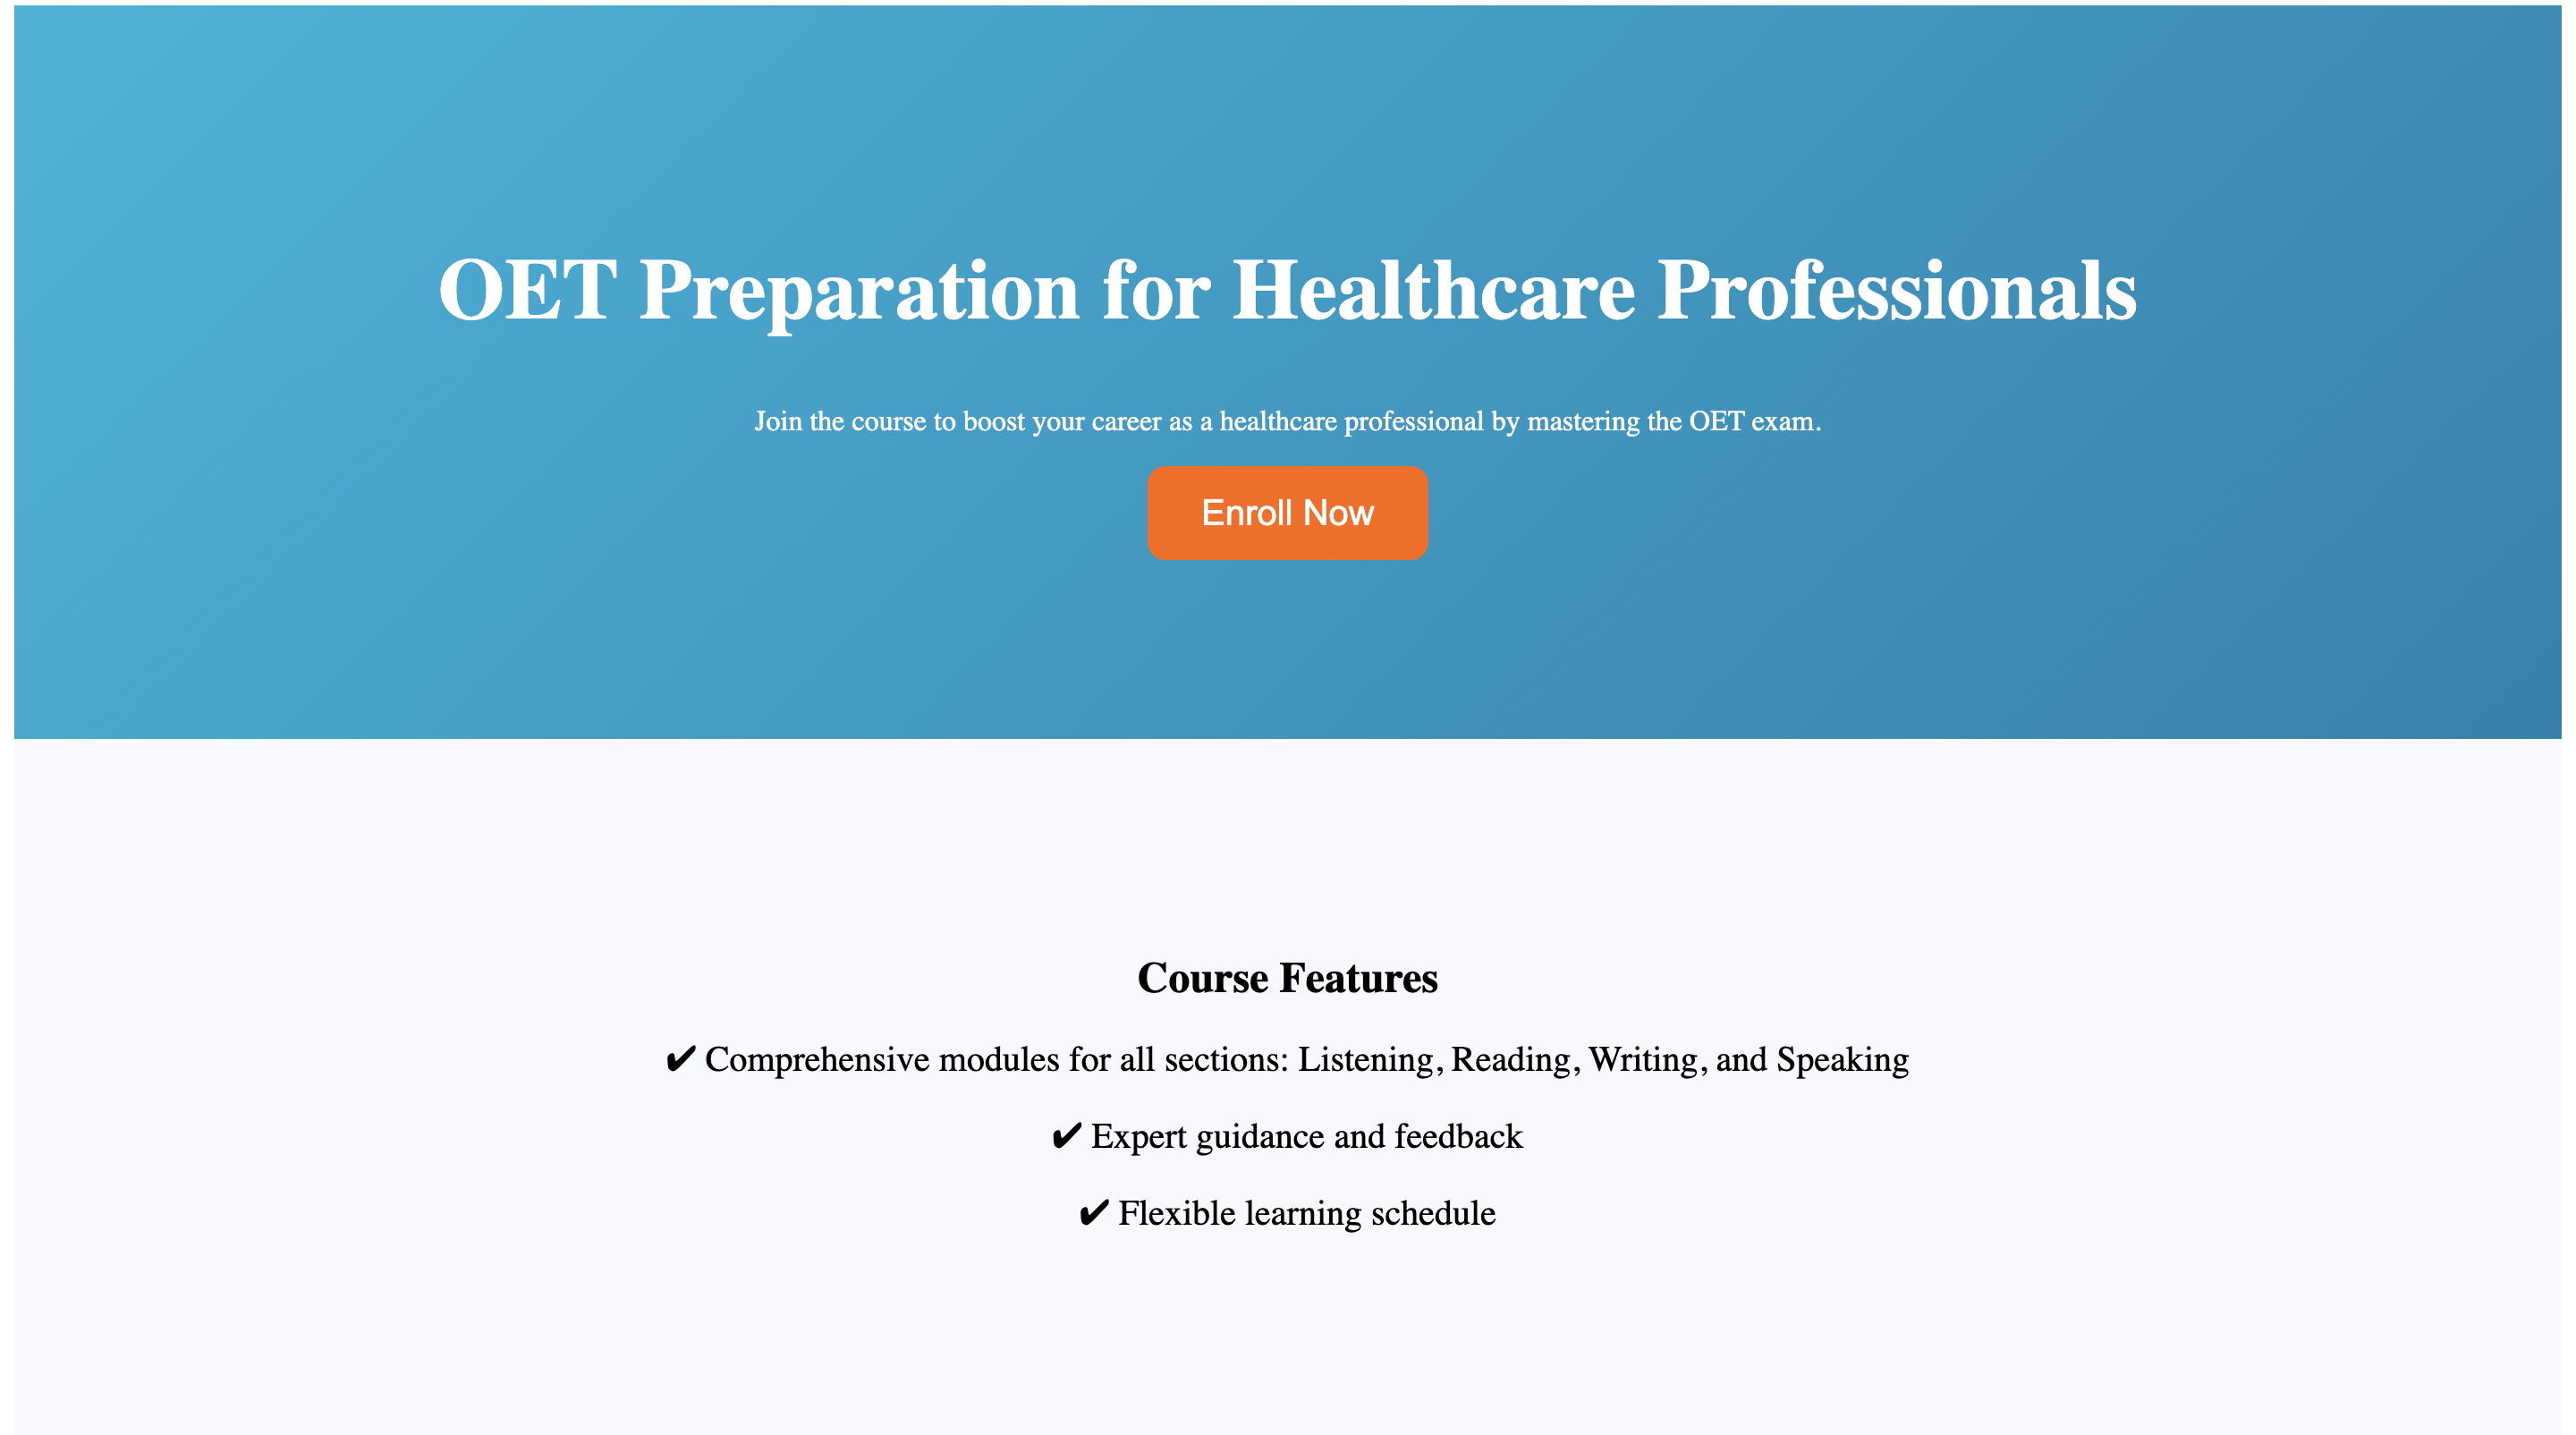 OET Preparation for Healthcare Professionals
Join the course to boost your career as a healthcare professional by mastering the OET exam.
Enroll Now
Course Features
✔ Comprehensive modules for all sections: Listening, Reading, Writing, and Speaking
✔ Expert guidance and feedback
✔ Flexible learning schedule